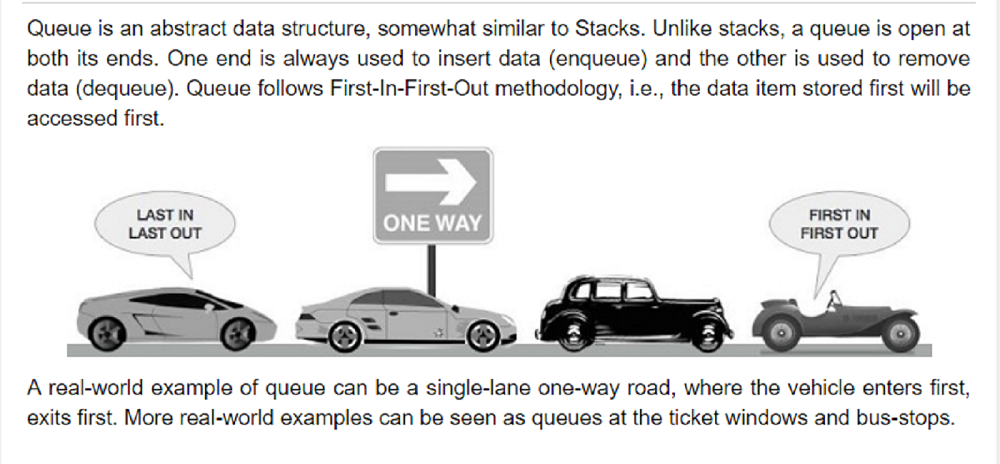 Queue is an abstract data structure, somewhat similar to Stacks. Unlike stacks, a queue is open at
both its ends. One end is always used to insert data (enqueue) and the other is used to remove
data (dequeue). Queue follows First-In-First-Out methodology, i.e., the data item stored first will be
accessed first.
LAST IN
LAST OUT
ONE WAY
FIRST IN
FIRST OUT
A real-world example of queue can be a single-lane one-way road, where the vehicle enters first,
exits first. More real-world examples can be seen as queues at the ticket windows and bus-stops.